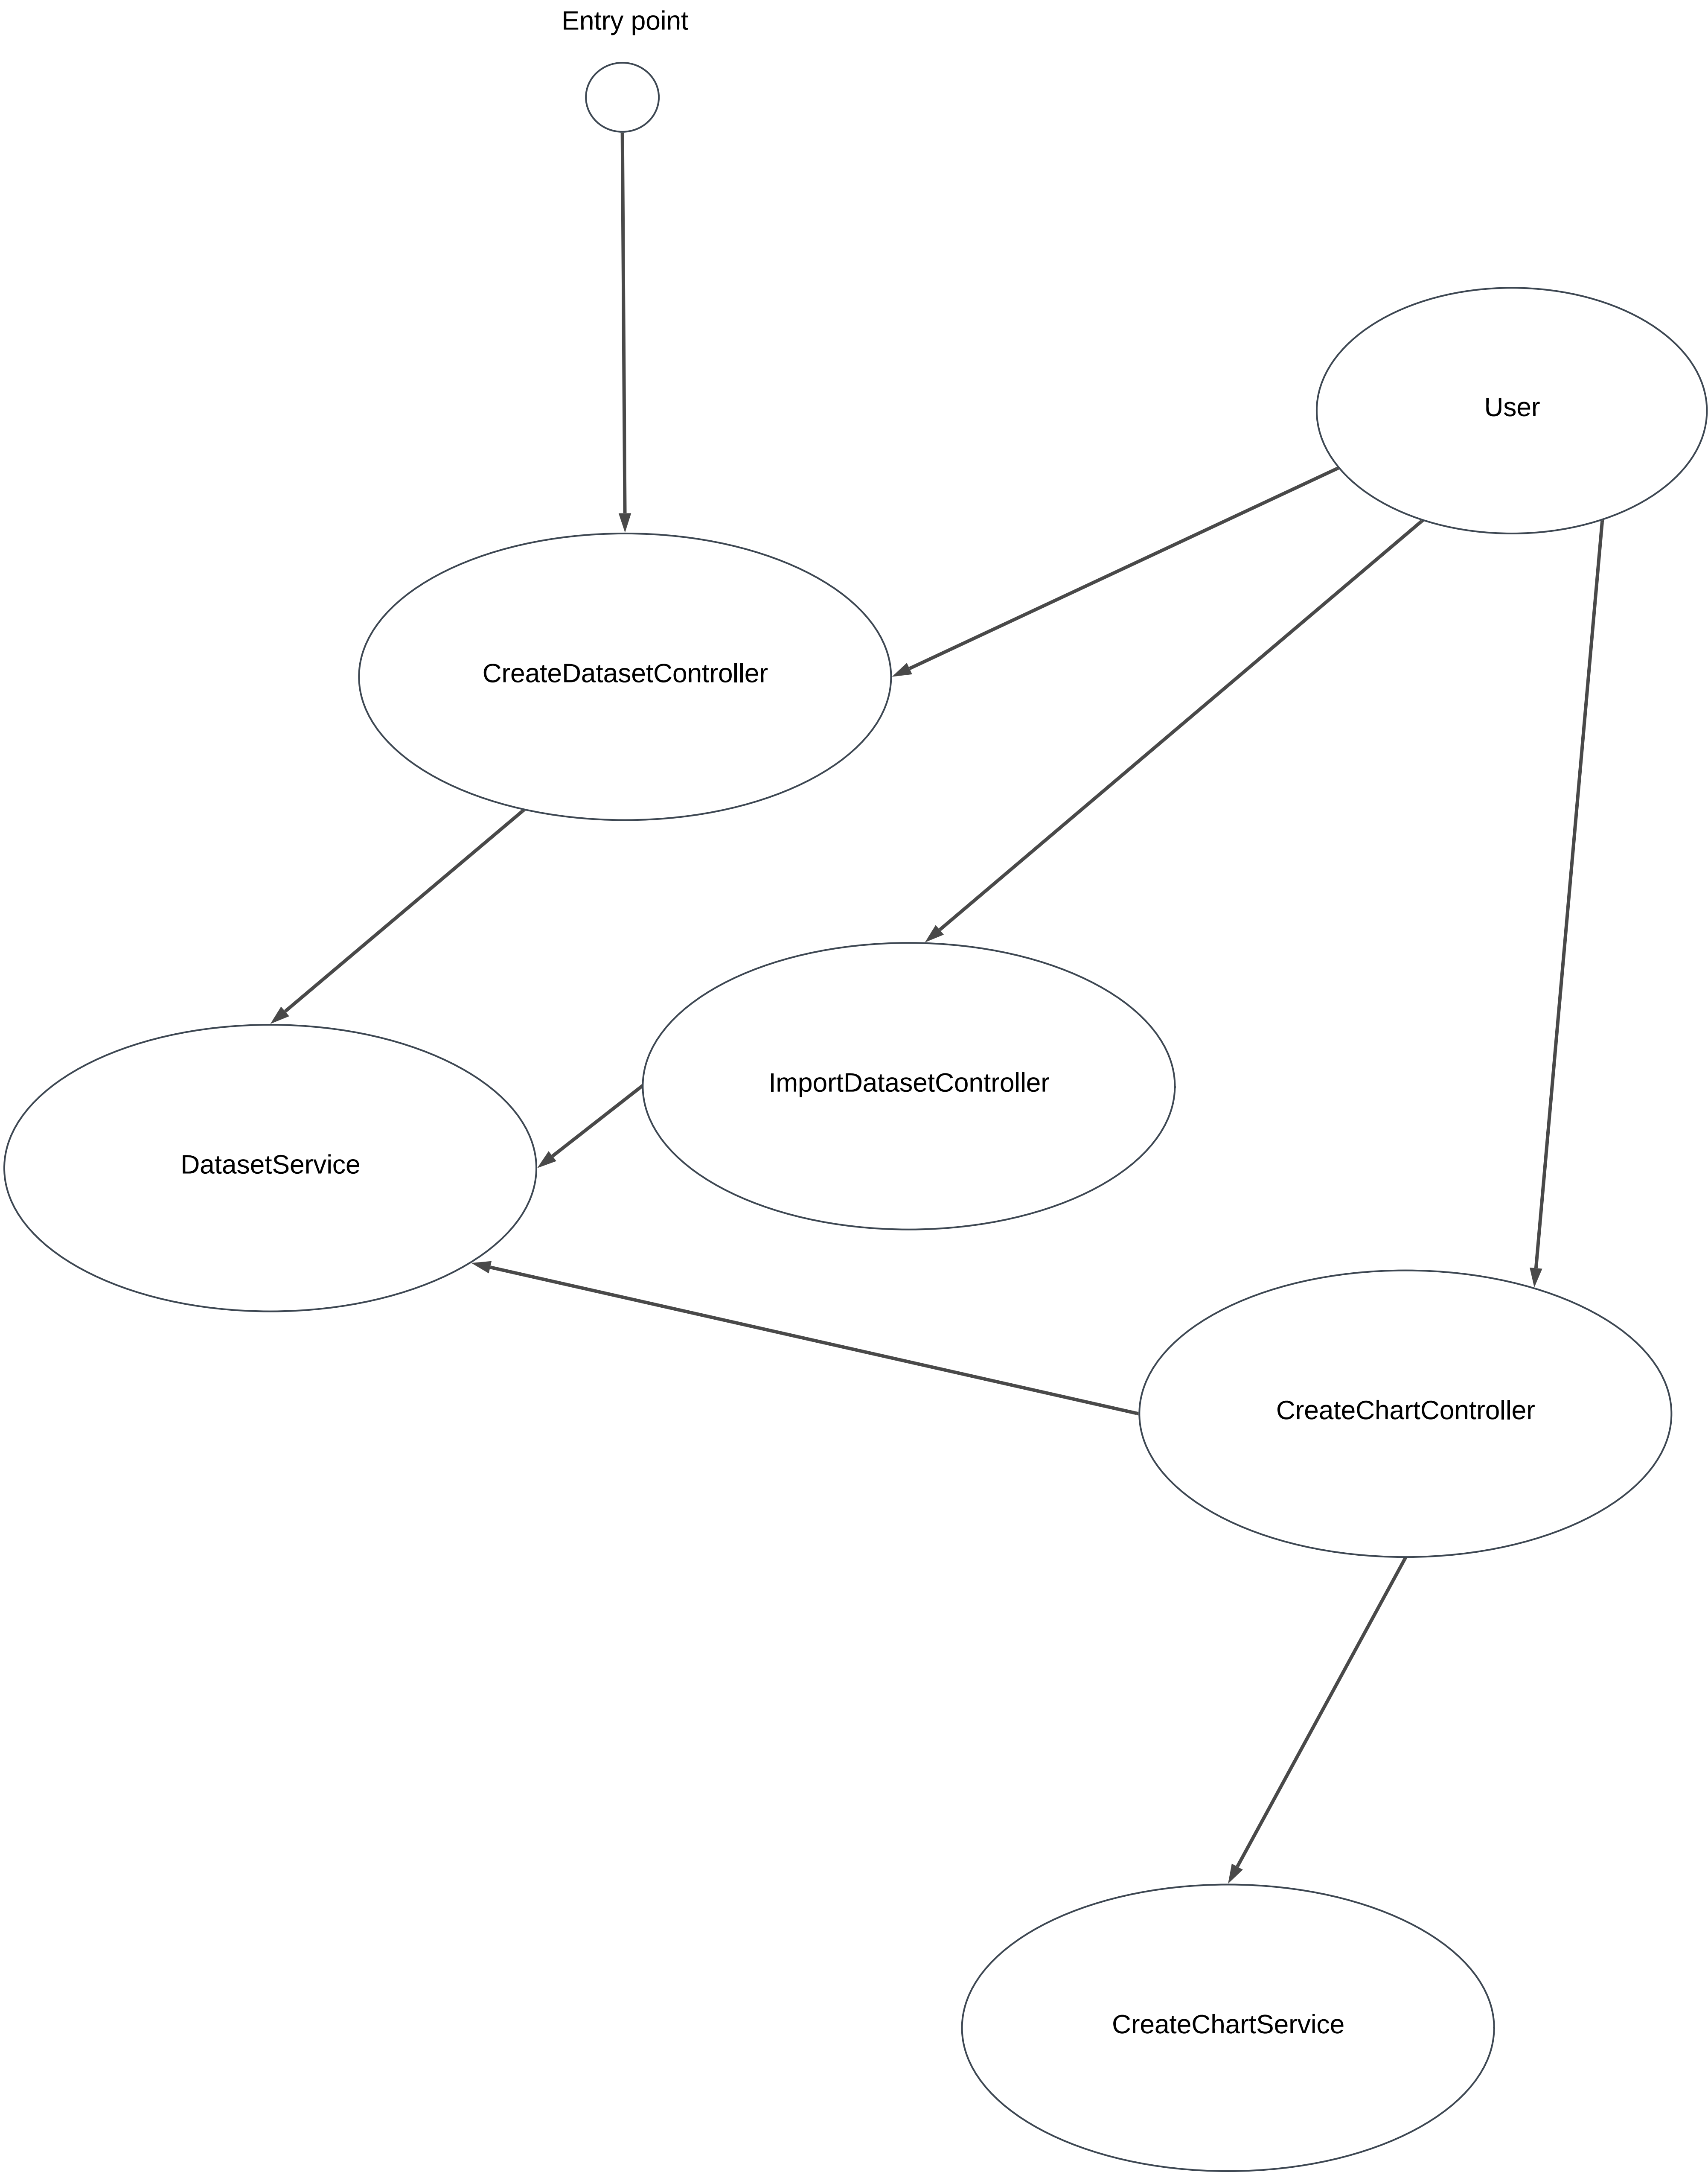 Entry point
User
CreateDatasetController
ImportDatasetController
DatasetService
CreateChartController
CreateChartService